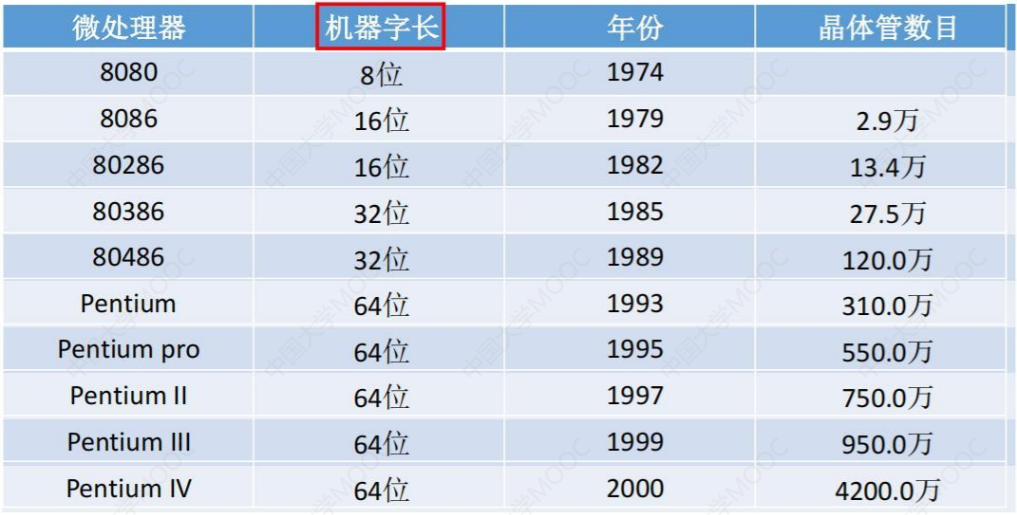 微处理器 机器字长 年份 晶体管数目
8080 8位 1974
8086 16位 1979 2.9万
80286 16位 1982 13.4万
80386 32位 1985 27.5万
80486 32位 1989 120.0万
Pentium 64位 1993 310.0万
Pentium pro 64位 1995 550.0万
Pentium II 64位 1997 750.0万
Pentium III 64位 1999 950.0万
Pentium IV 64位 2000 4200.0万
中国大学MOOC